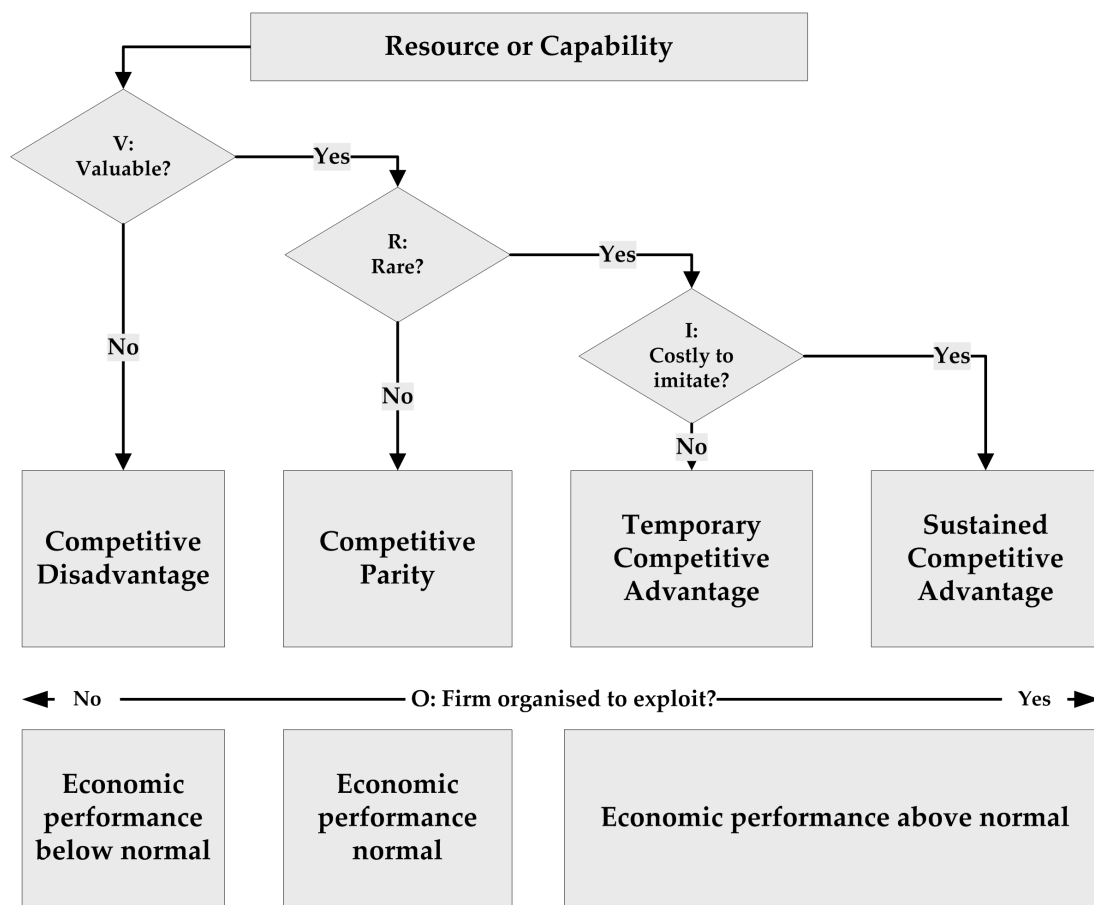 Resource or Capability
V:
Valuable?
Yes
R:
Rare?
Yes
I:
Costly to
imitate?
Yes
No
No
No
Competitive
Disadvantage
Competitive
Parity
Temporary
Competitive
Advantage
Sustained
Competitive
Advantage
No
O: Firm organised to exploit?
Yes
Economic
performance
below normal
Economic
performance
normal
Economic performance above normal